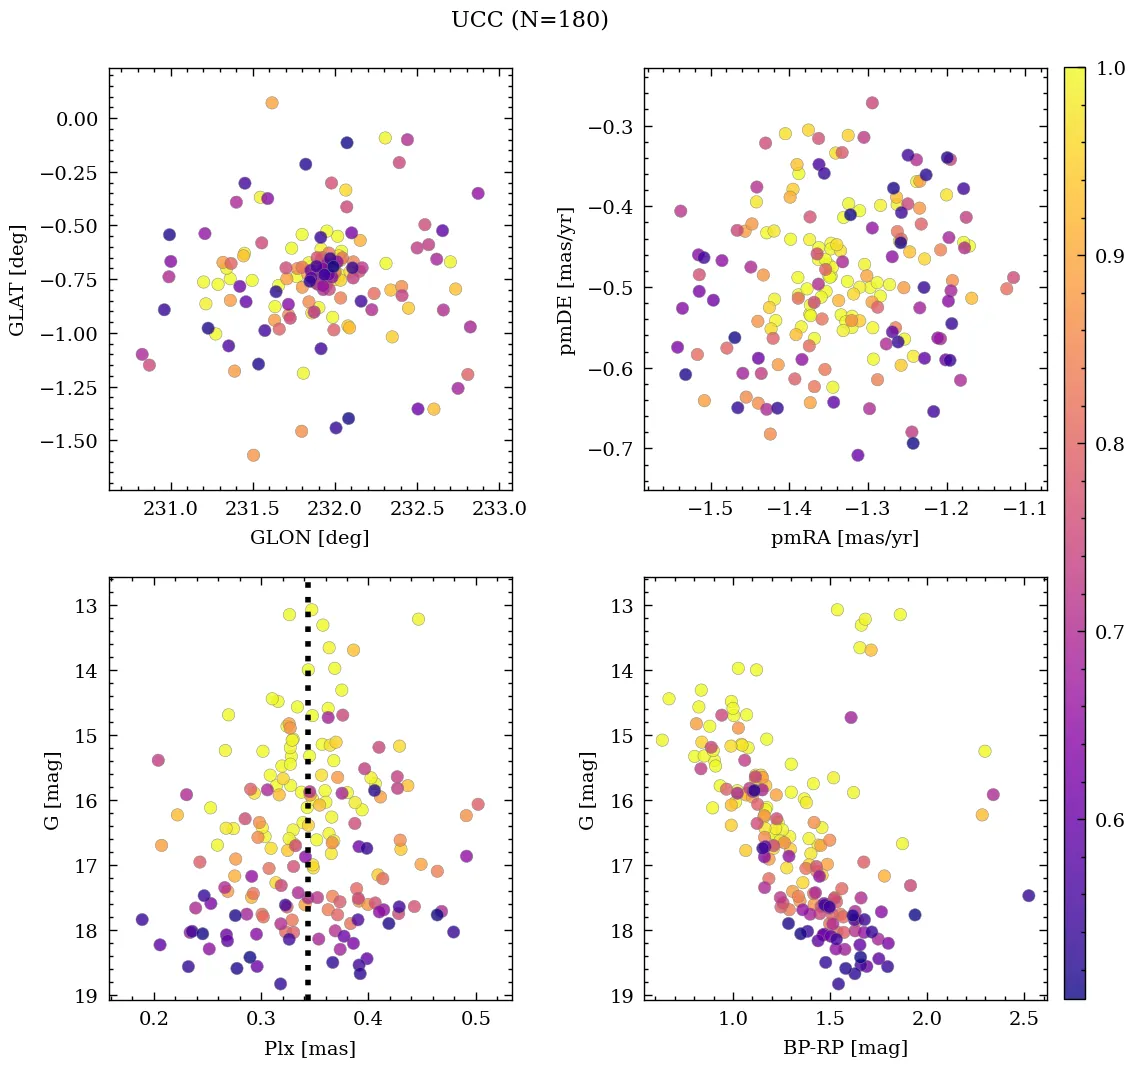 UCC (N=180)
0.00
−0.25
−0.50
−0.75
−1.00
−1.25
−1.50
GLAT [deg]
231.0 231.5 232.0 232.5 233.0
GLON [deg]
−0.3
−0.4
−0.5
−0.6
−0.7
pmDE [mas/yr]
−1.5 −1.4 −1.3 −1.2 −1.1
pmRA [mas/yr]
1.0
0.9
0.8
0.7
0.6
13
14
15
16
17
18
19
G [mag]
0.2 0.3 0.4 0.5
Plx [mas]
13
14
15
16
17
18
19
G [mag]
1.0 1.5 2.0 2.5
BP-RP [mag]